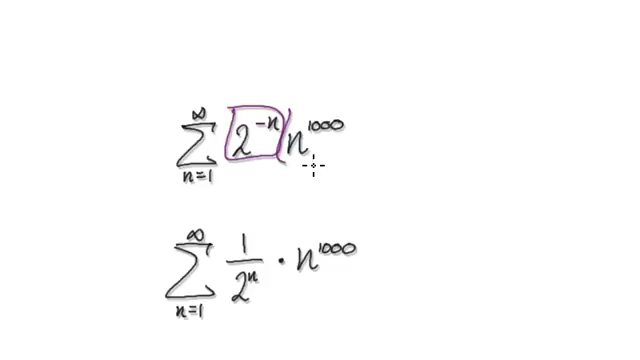 ∞ ∑ n=1 2^{-n} n^{1000}
∞ ∑ n=1 1/2^n · n^{1000}